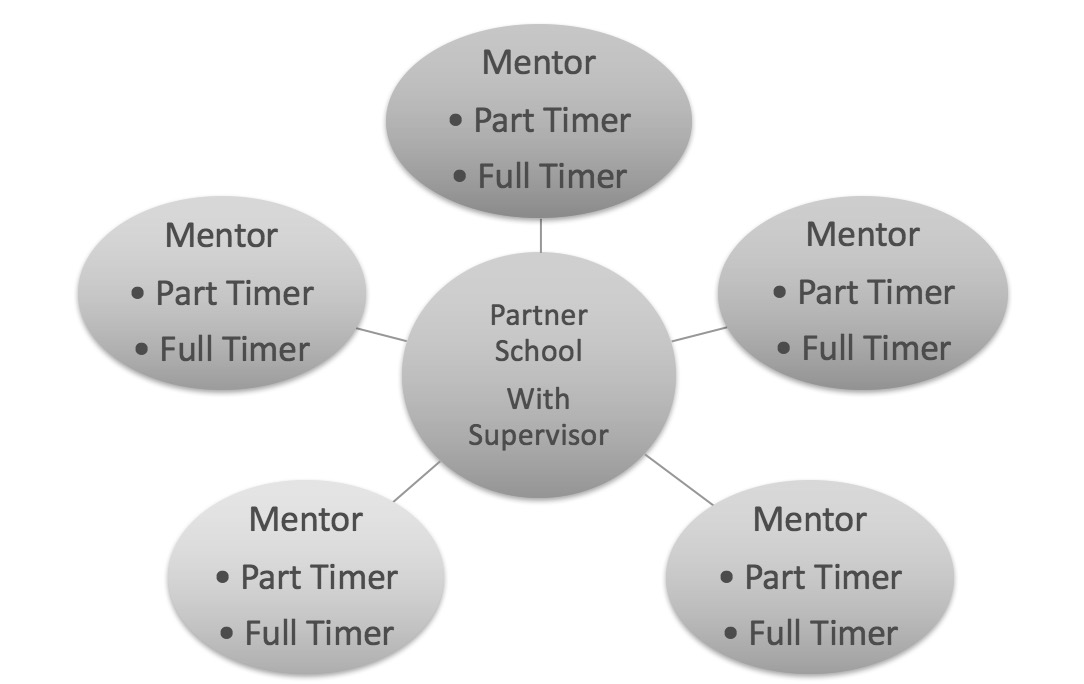 Mentor
• Part Timer
• Full Timer
Mentor
• Part Timer
• Full Timer
Mentor
• Part Timer
• Full Timer
Partner
School
With
Supervisor
Mentor
• Part Timer
• Full Timer
Mentor
• Part Timer
• Full Timer